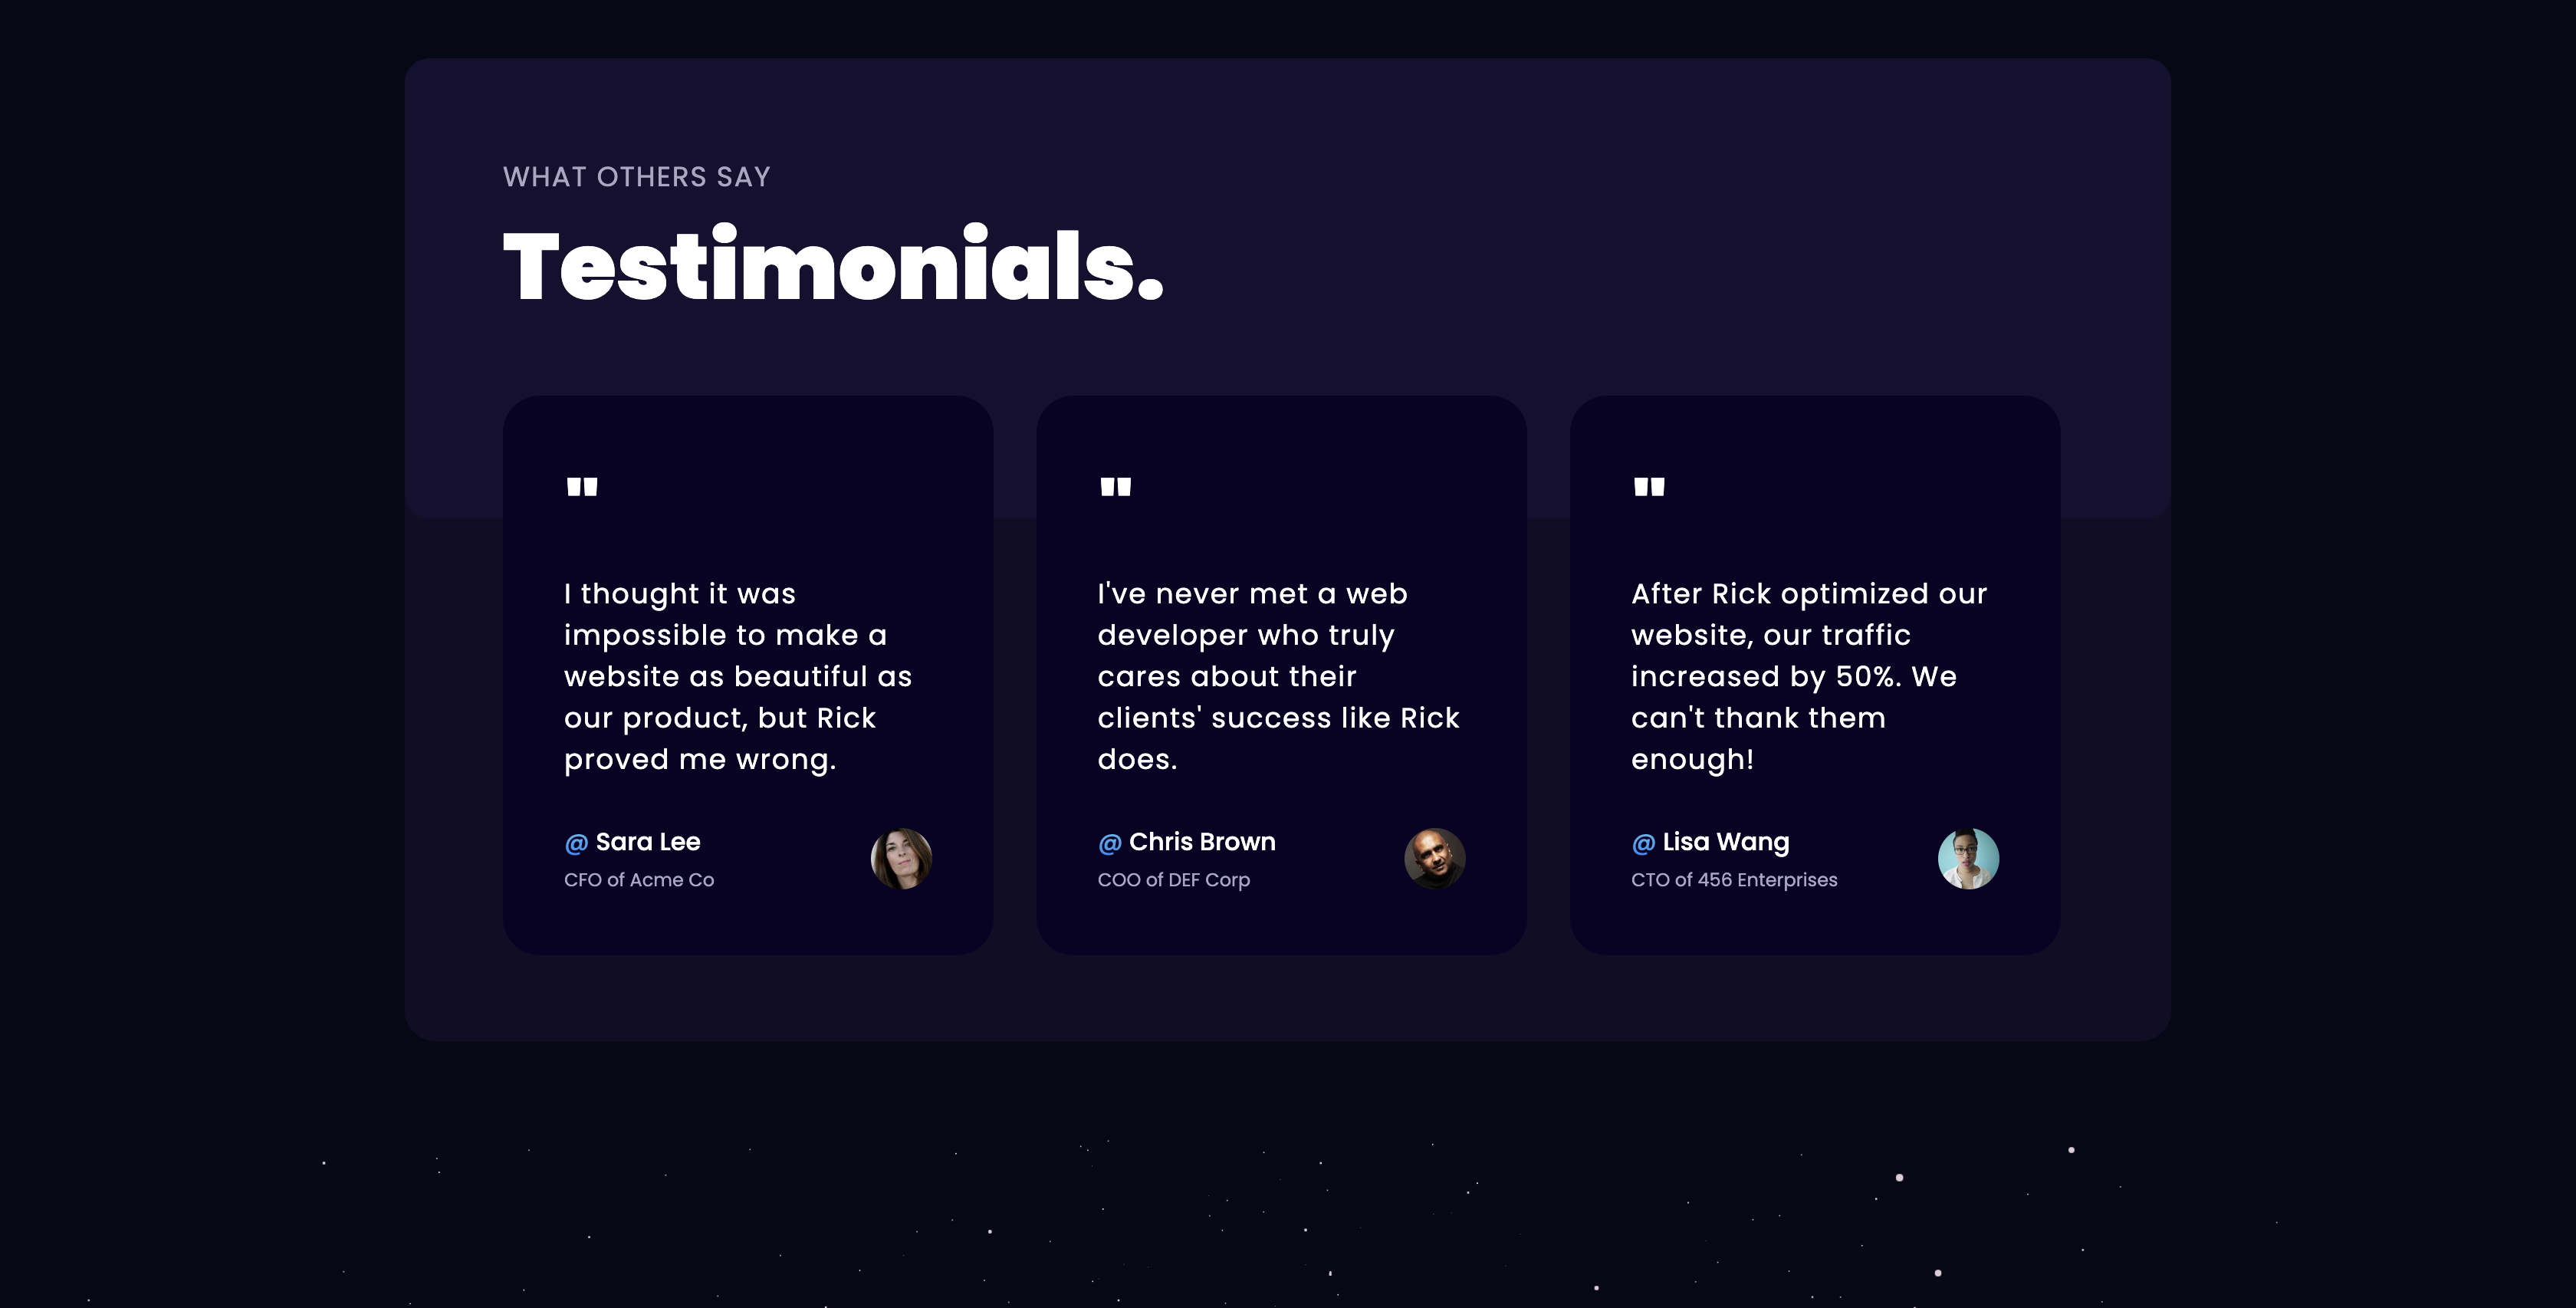 WHAT OTHERS SAY
Testimonials.
"
I thought it was
impossible to make a
website as beautiful as
our product, but Rick
proved me wrong.
@ Sara Lee
CFO of Acme Co
"
I've never met a web
developer who truly
cares about their
clients' success like Rick
does.
@ Chris Brown
COO of DEF Corp
"
After Rick optimized our
website, our traffic
increased by 50%. We
can't thank them
enough!
@ Lisa Wang
CTO of 456 Enterprises